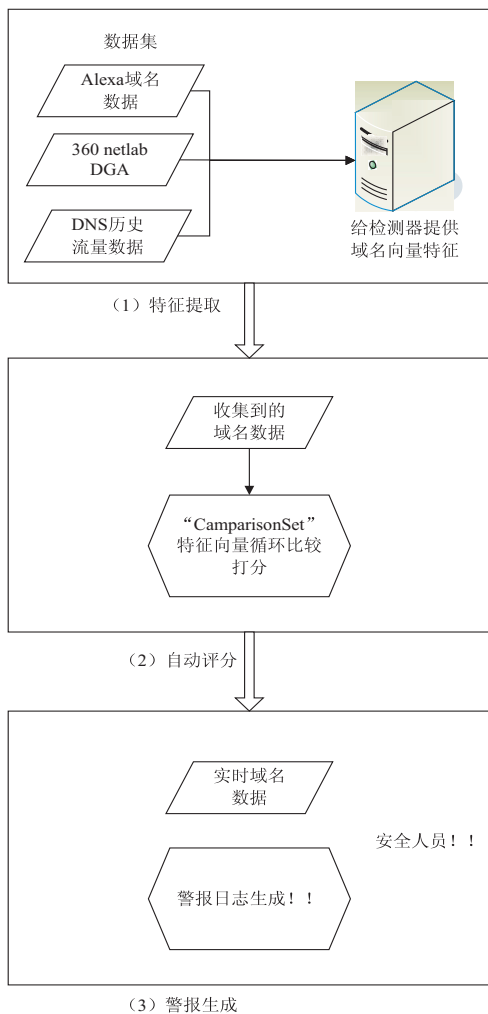 数据集
Alexa域名
数据
360 netlab
DGA
DNS历史
流量数据
给检测器提供
域名向量特征
（1）特征提取
收集到的
域名数据
“CamparisonSet”
特征向量循环比较
打分
（2）自动评分
实时域名
数据
安全人员！！
警报日志生成！！
（3）警报生成